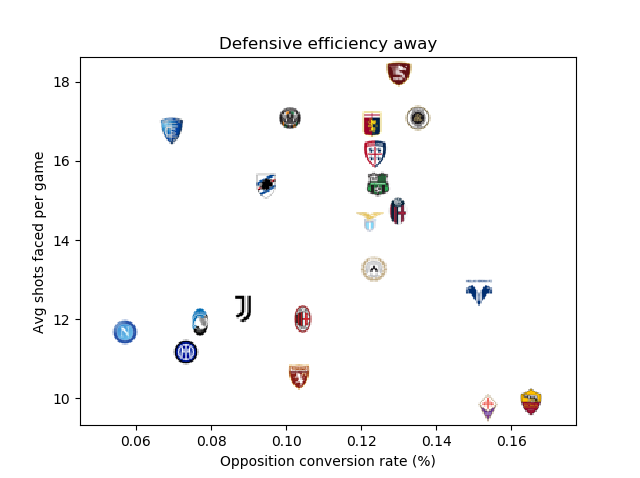 Defensive efficiency away
Avg shots faced per game
18
16
14
12
10
0.06 0.08 0.10 0.12 0.14 0.16
Opposition conversion rate (%)